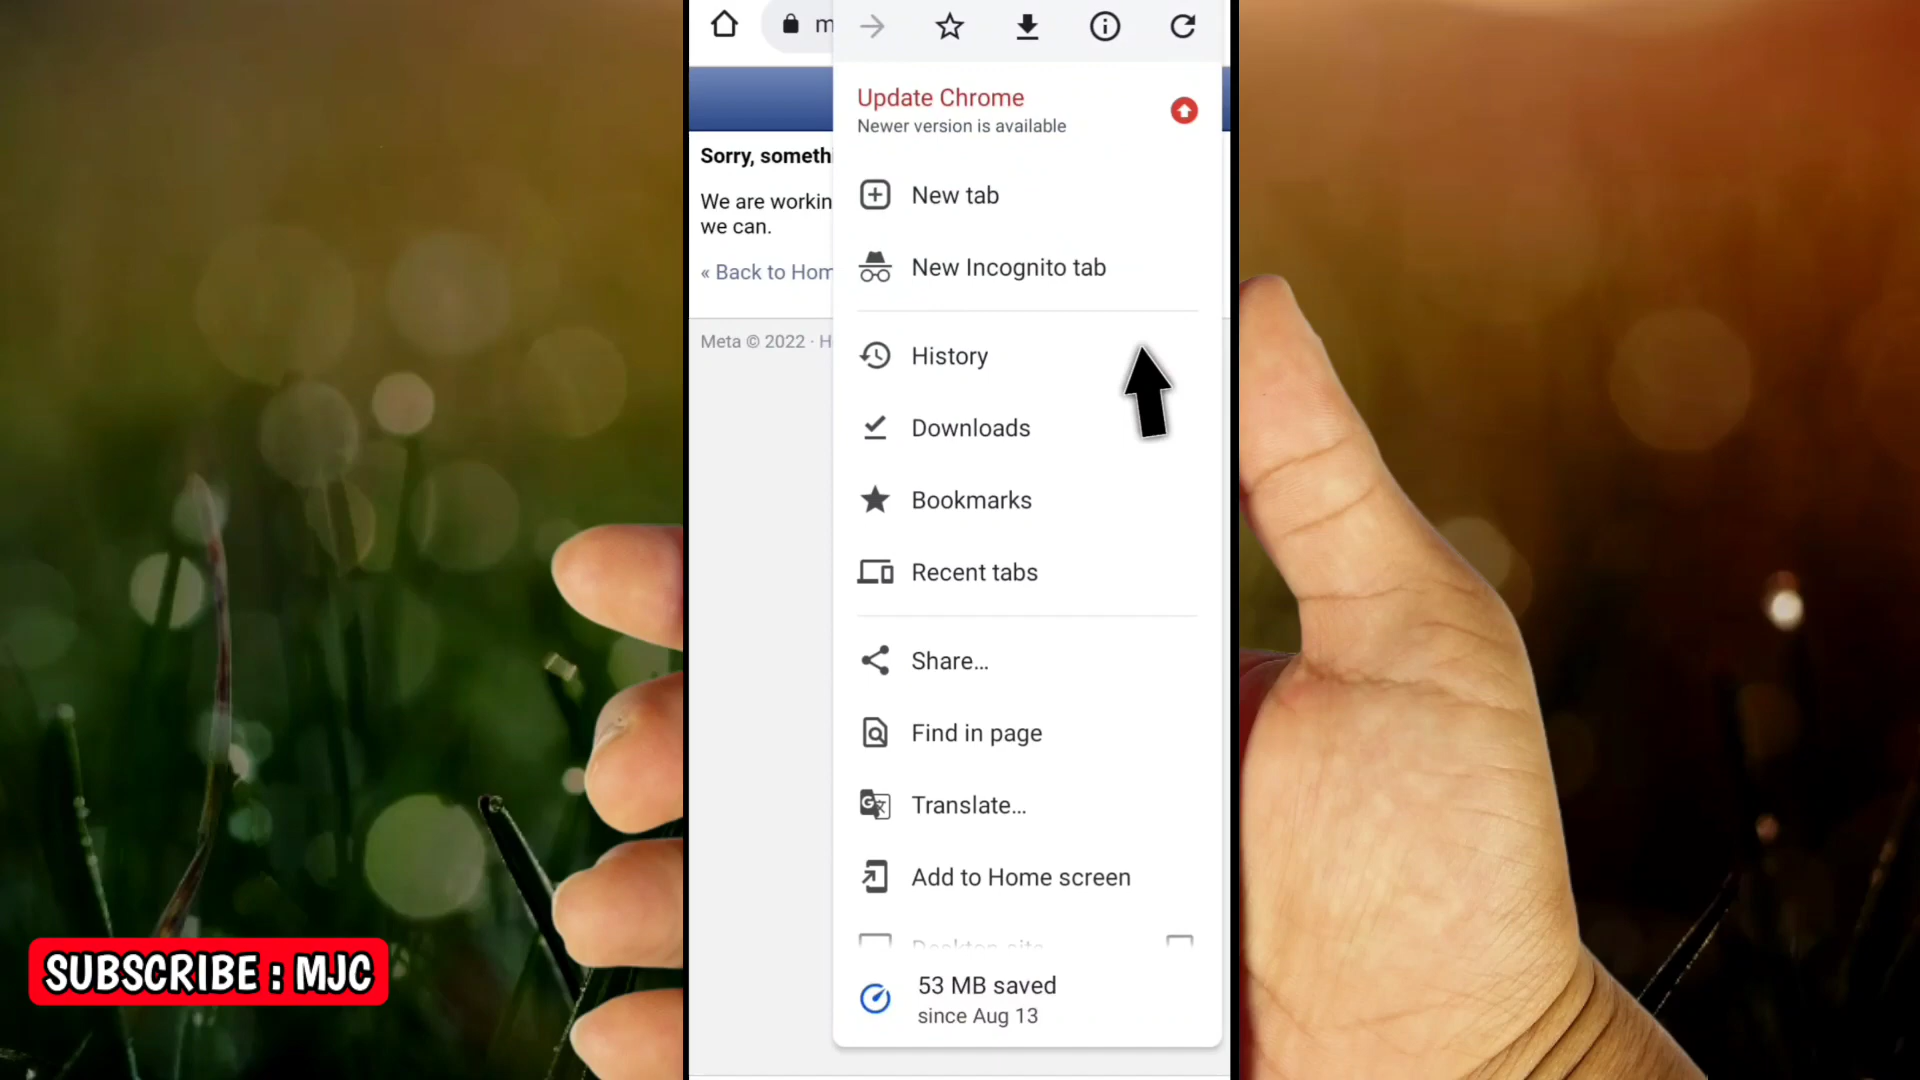 m
Update Chrome
Newer version is available
Sorry, someth
We are workin
we can.
« Back to Hom
Meta © 2022 · H
New tab
New Incognito tab
History
Downloads
Bookmarks
Recent tabs
Share...
Find in page
Translate...
Add to Home screen
Desktop site
53 MB saved
since Aug 13
SUBSCRIBE : MJC